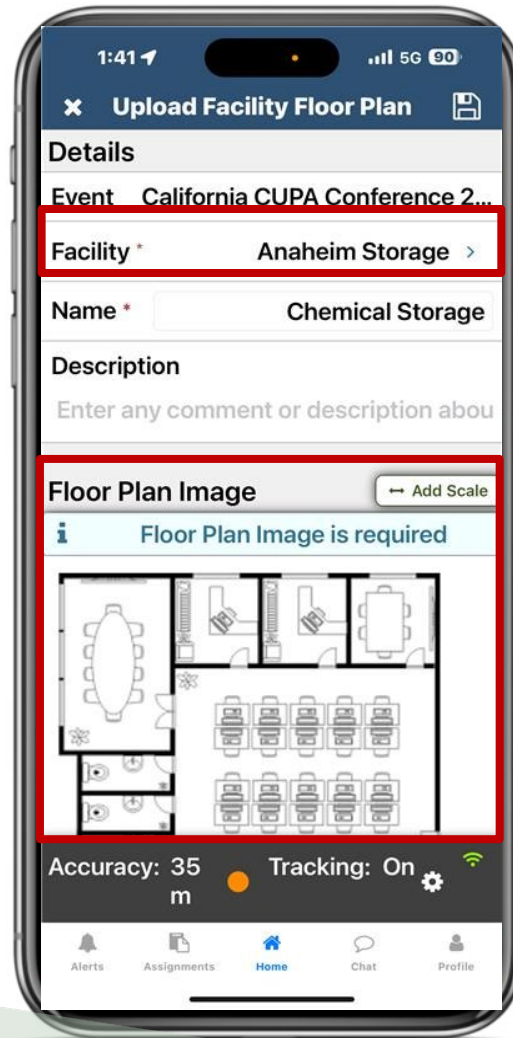 1:41 5G 90
× Upload Facility Floor Plan
Details
Event California CUPA Conference 2...
Facility * Anaheim Storage >
Name * Chemical Storage
Description
Enter any comment or description abou
Floor Plan Image ↔ Add Scale
i Floor Plan Image is required
Accuracy: 35 Tracking: On
m
Alerts Assignments Home Chat Profile